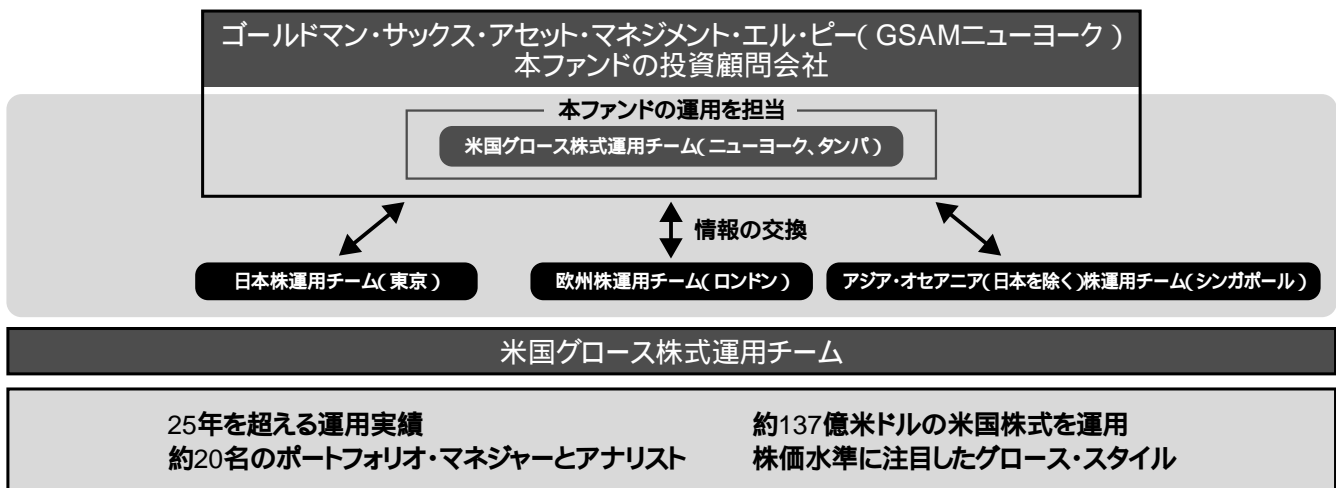 ゴールドマン・サックス・アセット・マネジメント・エル・ピー( GSAMニューヨーク )
本ファンドの投資顧問会社
本ファンドの運用を担当
米国グロース株式運用チーム( ニューヨーク、タンパ )
情報の交換
日本株運用チーム( 東京 )
欧州株運用チーム( ロンドン )
アジア・オセアニア( 日本を除く )株運用チーム( シンガポール )
米国グロース株式運用チーム
25年を超える運用実績
約137億米ドルの米国株式を運用
約20名のポートフォリオ・マネジャーとアナリスト
株価水準に注目したグロース・スタイル